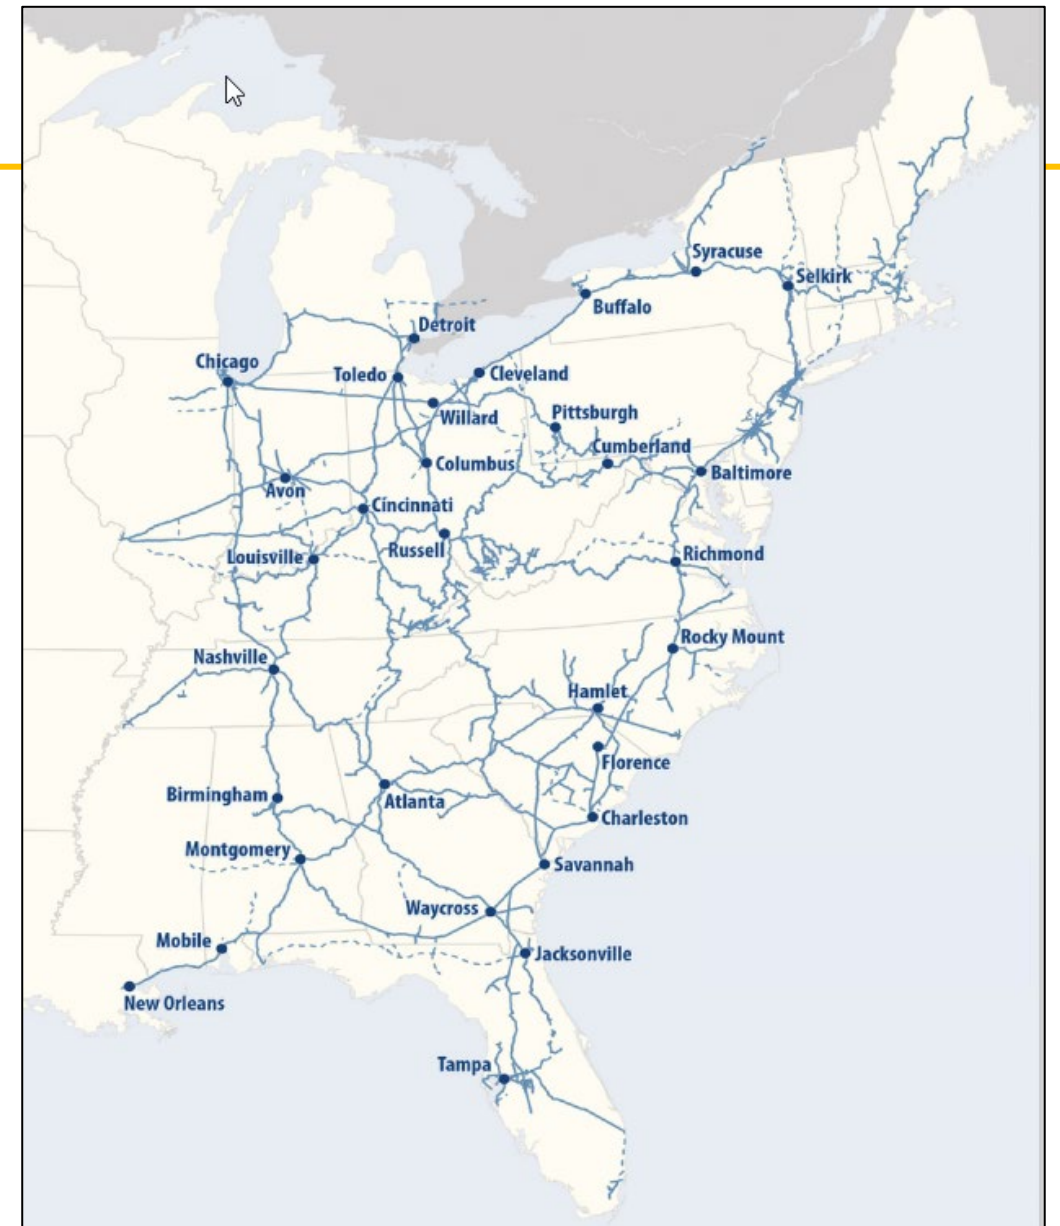 Syracuse
Selkirk
Buffalo
Detroit
Chicago
Toledo
Cleveland
Willard
Pittsburgh
Cumberland
Columbus
Baltimore
Avon
Cincinnati
Russell
Louisville
Richmond
Rocky Mount
Nashville
Hamlet
Florence
Birmingham
Atlanta
Charleston
Montgomery
Savannah
Waycross
Mobile
Jacksonville
New Orleans
Tampa